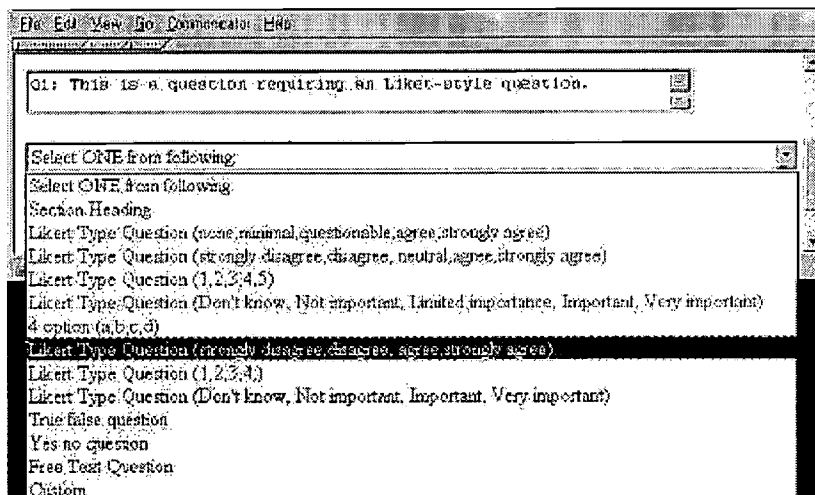 File Edit View Go Communicator Help
Q1: This is a question requiring an Liket-style question.
Select ONE from following:
Select ONE from following:
Section Heading
Likert Type Question (none,minimal,questionable,agree,strongly agree)
Likert Type Question (strongly disagree,disagree, neutral,agree,strongly agree)
Likert Type Question (1,2,3,4,5)
Likert Type Question (Don't know, Not important, Limited importance, Important, Very important)
4 option (a,b,c,d)
Likert Type Question (strongly disagree,disagree, agree,strongly agree)
Likert Type Question (1,2,3,4,)
Likert Type Question (Don't know, Not important, Important, Very important)
True false question
Yes no question
Free Text Question
Custom